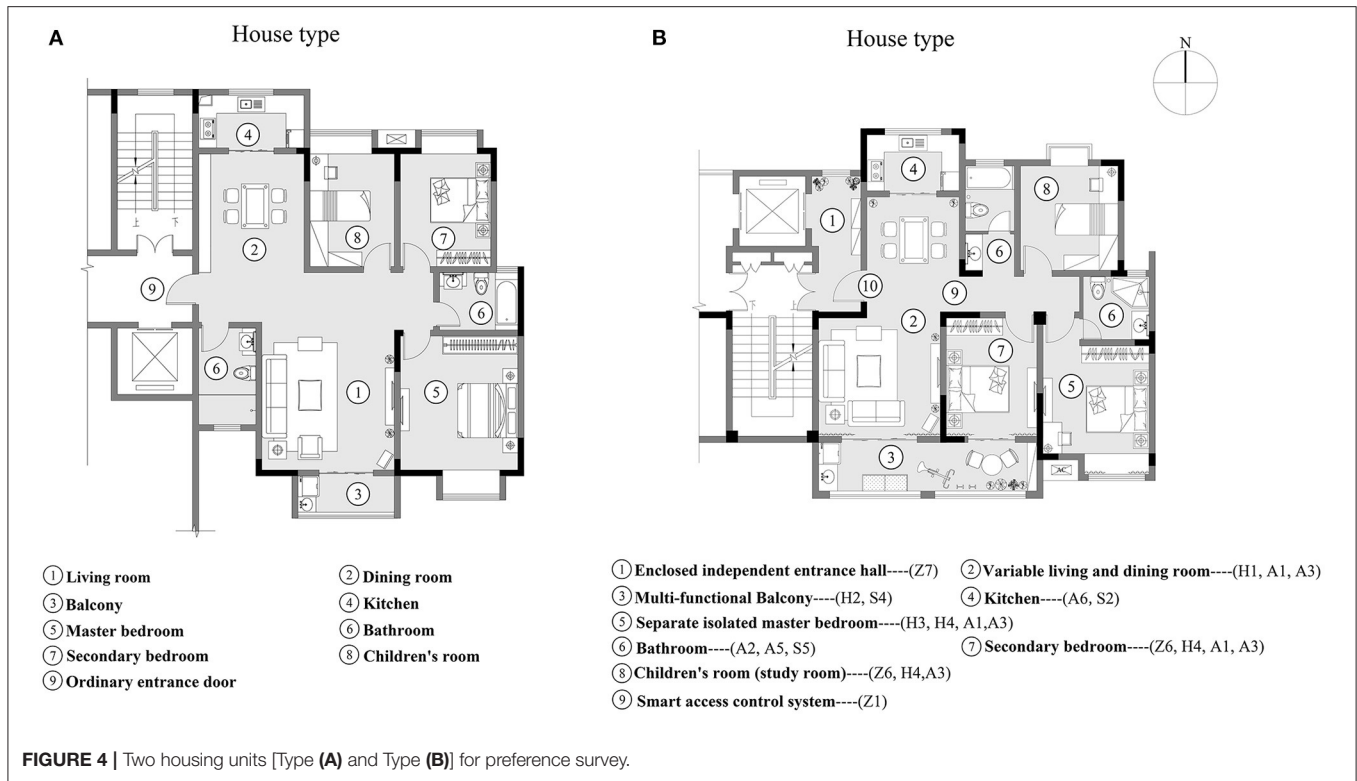 A
House type
4
2
8
7
9
上 下
6
6
1
5
3
B
House type
N
4
1
8
6
10
9
2
6
下 上
7
5
3
AC
① Living room
② Dining room
③ Balcony
④ Kitchen
⑤ Master bedroom
⑥ Bathroom
⑦ Secondary bedroom
⑧ Children's room
⑨ Ordinary entrance door
① Enclosed independent entrance hall----(Z7)
② Variable living and dining room----(H1, A1, A3)
③ Multi-functional Balcony----(H2, S4)
④ Kitchen----(A6, S2)
⑤ Separate isolated master bedroom----(H3, H4, A1,A3)
⑥ Bathroom---(A2, A5, S5)
⑦ Secondary bedroom----(Z6, H4, A1, A3)
⑧ Children's room (study room)----(Z6, H4,A3)
⑨ Smart access control system----(Z1)
FIGURE 4 | Two housing units [Type (A) and Type (B)] for preference survey.